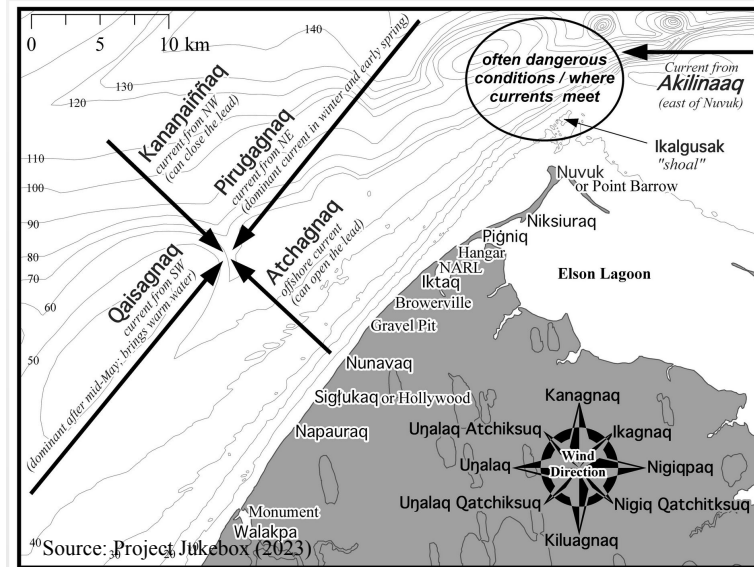 0 5 10 km
140
130
120
110
100
90
80
70
60
50
40
30
20
Kanaŋaiññaq
current from NW
(can close the lead)
Piruġaġnaq
current from NE
(dominant current in winter and early spring)
Qaisagnaq
current from SW
(dominant after mid-May; brings warm water)
Atchaġnaq
offshore current
(can open the lead)
often dangerous
conditions / where
currents meet
Current from
Akilinaaq
(east of Nuvuk)
Ikalgusak
"shoal"
Nuvuk
or Point Barrow
Niksiuraq
Piġniq
Hangar
NARL
Iktaq
Browerville
Gravel Pit
Nunavaq
Sigḷukaq or Hollywood
Napauraq
Monument
Walakpa
Elson Lagoon
Kanagnaq
Uŋalaq Atchiksuq
Ikagnaq
Uŋalaq
Wind
Direction
Nigiqpaq
Uŋalaq Qatchiksuq
Nigiq Qatchitksuq
Kiluagnaq
Source: Project Jukebox (2023)